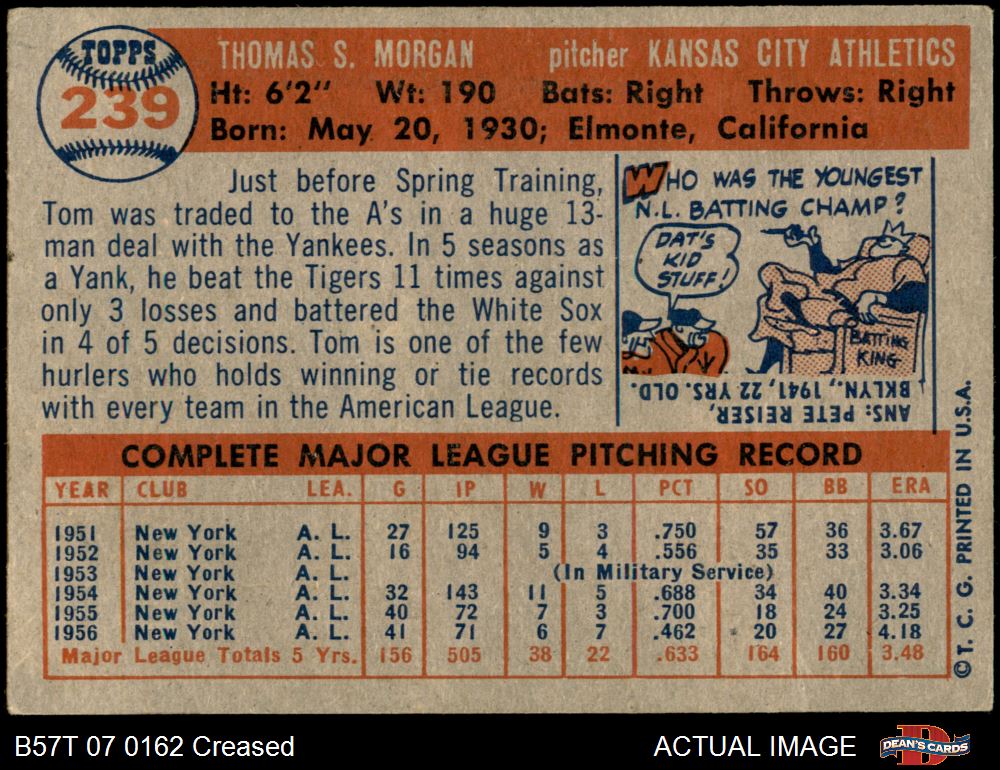 TOPPS
239
THOMAS S. MORGAN pitcher KANSAS CITY ATHLETICS
Ht: 6'2" Wt: 190 Bats: Right Throws: Right
Born: May 20, 1930; Elmonte, California
Just before Spring Training,
Tom was traded to the A's in a huge 13-
man deal with the Yankees. In 5 seasons as
a Yank, he beat the Tigers 11 times against
only 3 losses and battered the White Sox
in 4 of 5 decisions. Tom is one of the few
hurlers who holds winning or tie records
with every team in the American League.
WHO WAS THE YOUNGEST
N.L. BATTING CHAMP?
DAT'S
KID
STUFF!
BATTING
KING
ANS: PETE REISER,
BKLYN., 1941, 22 YRS. OLD.
COMPLETE MAJOR LEAGUE PITCHING RECORD
YEAR CLUB LEA. G IP W L PCT SO BB ERA
1951 New York A. L. 27 125 9 3 .750 57 36 3.67
1952 New York A. L. 16 94 5 4 .556 35 33 3.06
1953 New York A. L. (In Military Service)
1954 New York A. L. 32 143 11 5 .688 34 40 3.34
1955 New York A. L. 40 72 7 3 .700 18 24 3.25
1956 New York A. L. 41 71 6 7 .462 20 27 4.18
Major League Totals 5 Yrs. 156 505 38 22 .633 164 160 3.48
© T. C. G. PRINTED IN U.S.A.
B57T 07 0162 Creased
ACTUAL IMAGE
DEAN'S CARDS